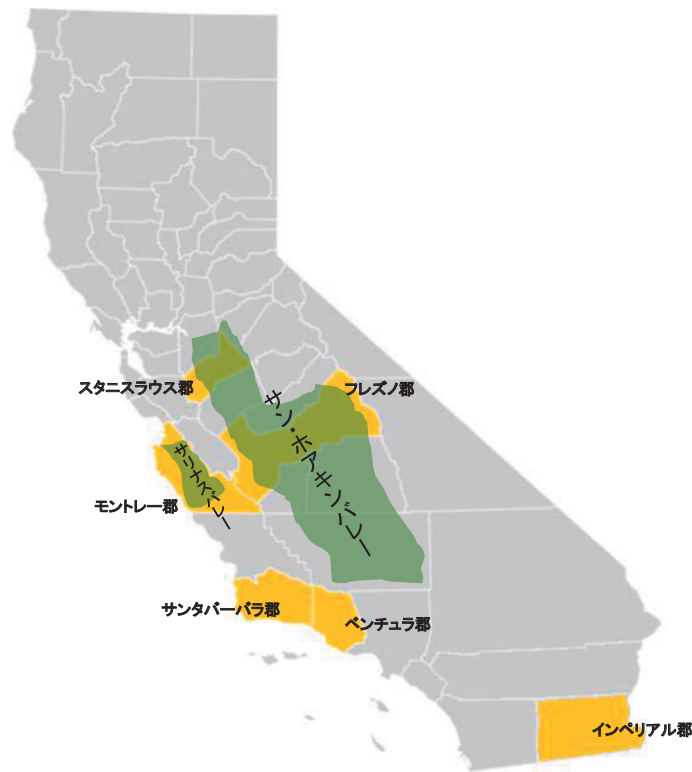 スタニスラウス郡
フレズノ郡
サン・ホアキンバレー
サリナスバレー
モントレー郡
サンタバーバラ郡
ベンチュラ郡
インペリアル郡